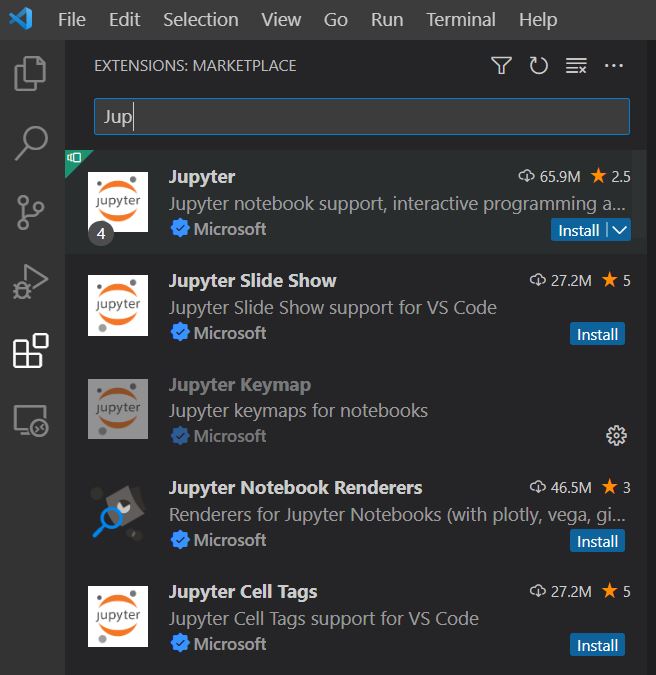 File Edit Selection View Go Run Terminal Help
EXTENSIONS: MARKETPLACE
Jup
Jupyter 65.9M 2.5
jupyter
Jupyter notebook support, interactive programming a...
4
Microsoft Install
Jupyter Slide Show 27.2M 5
jupyter
Jupyter Slide Show support for VS Code
Microsoft Install
Jupyter Keymap
jupyter
Jupyter keymaps for notebooks
Microsoft
Jupyter Notebook Renderers 46.5M 3
Renderers for Jupyter Notebooks (with plotly, vega, gi...
Microsoft Install
Jupyter Cell Tags 27.2M 5
jupyter
Jupyter Cell Tags support for VS Code
Microsoft Install